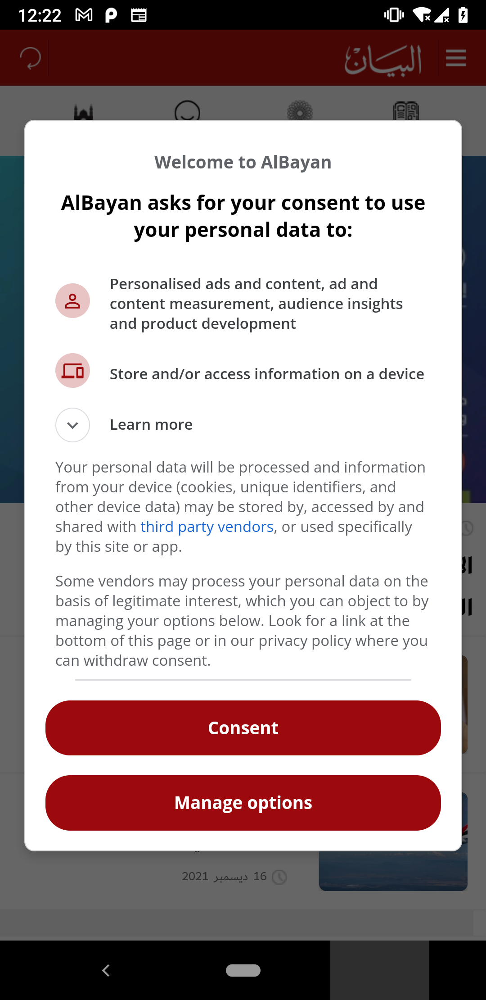 12:22
البيان
Welcome to AlBayan
AlBayan asks for your consent to use
your personal data to:
Personalised ads and content, ad and
content measurement, audience insights
and product development
Store and/or access information on a device
Learn more
Your personal data will be processed and information
from your device (cookies, unique identifiers, and
other device data) may be stored by, accessed by and
shared with third party vendors, or used specifically
by this site or app.
Some vendors may process your personal data on the
basis of legitimate interest, which you can object to by
managing your options below. Look for a link at the
bottom of this page or in our privacy policy where you
can withdraw consent.
Consent
Manage options
16 ديسمبر 2021